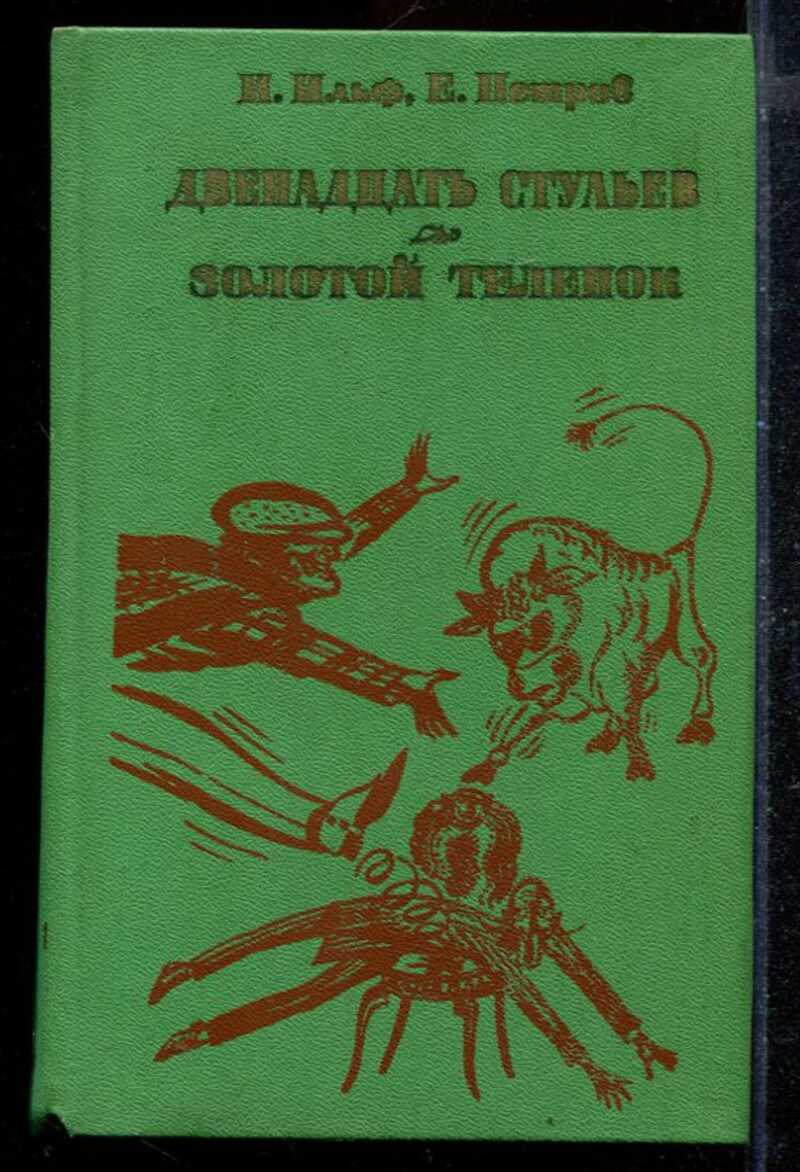 И. Ильф, Е. Петров
ДВЕНАДЦАТЬ СТУЛЬЕВ
ЗОЛОТОЙ ТЕЛЕНОК